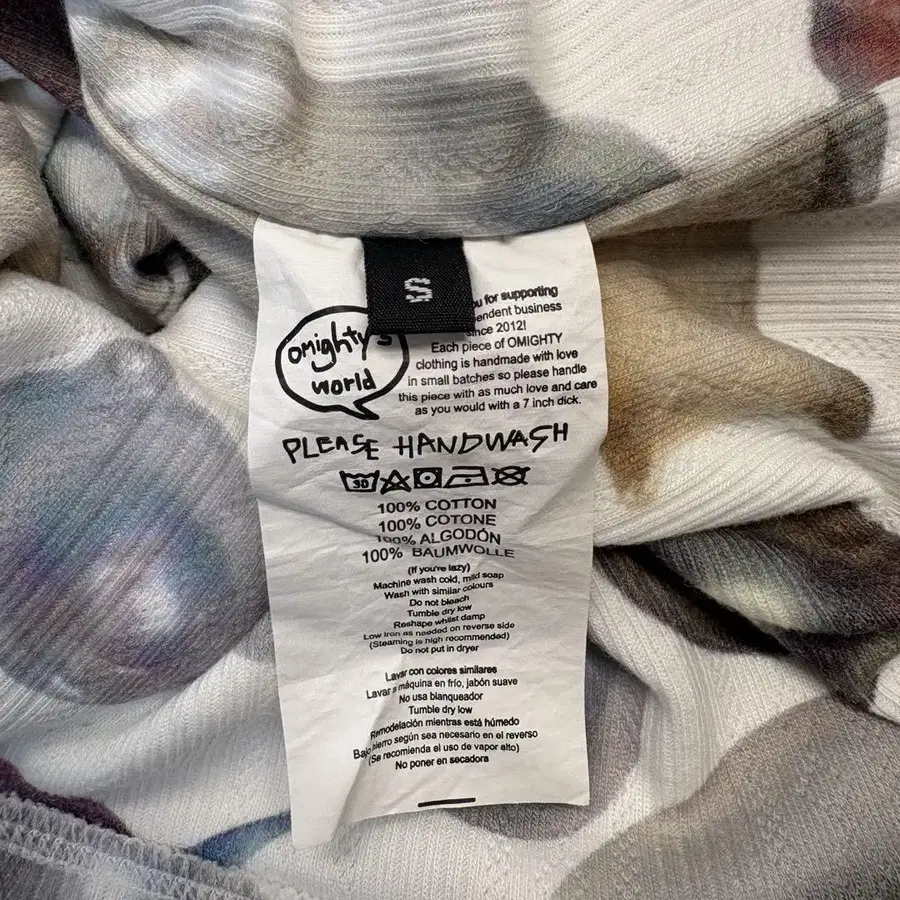 S
omighty's
world
u for supporting
endent business
since 2012!
Each piece of OMIGHTY
clothing is handmade with love
in small batches so please handle
this piece with as much love and care
as you would with a 7 inch dick.
PLEASE HANDWASH
30
100% COTTON
100% COTONE
100% ALGODÓN
100% BAUMWOLLE
(If you're lazy)
Machine wash cold, mild soap
Wash with similar colours
Do not bleach
Tumble dry low
Reshape whilst damp
Low iron as needed on reverse side
(Steaming is high recommended)
Do not put in dryer
Lavar con colores similares
Lavar a máquina en frío, jabón suave
No usa blanqueador
Tumble dry low
Remodelación mientras está húmedo
Bajo hierro según sea necesario en el reverso
(Se recomienda el uso de vapor alto)
No poner en secadora